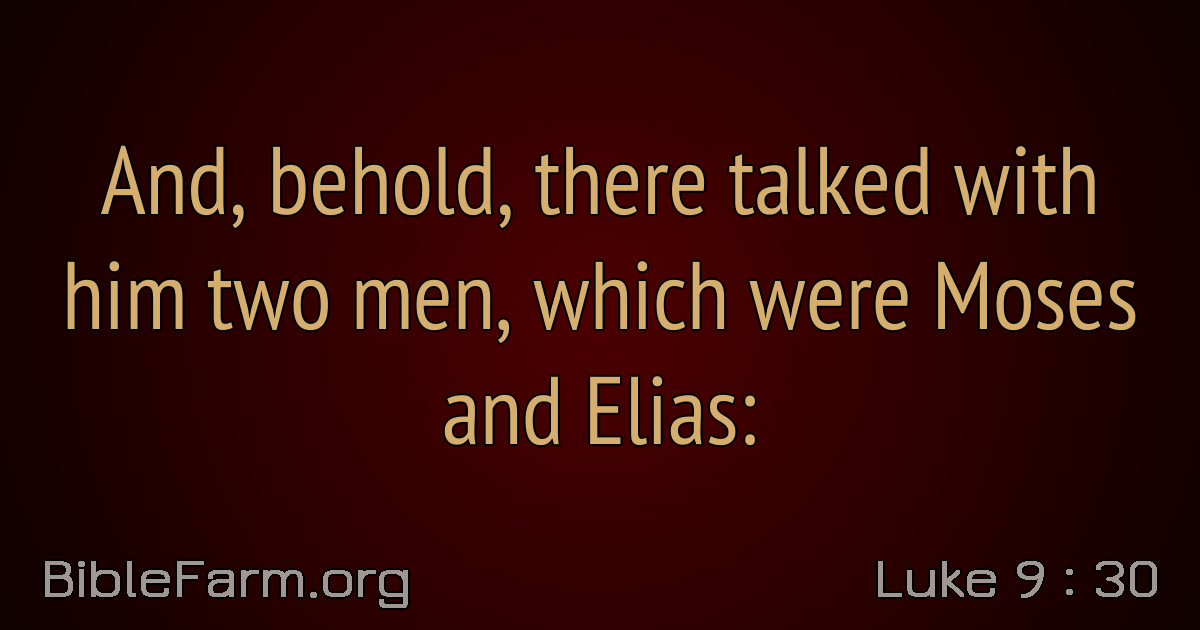 And, behold, there talked with
him two men, which were Moses
and Elias:
BibleFarm.org
Luke 9 : 30